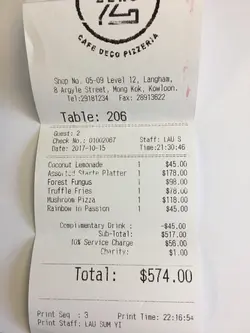 CAFE DECO PIZZERIA
Shop No. 05-09 Level 12, Langham,
8 Argyle Street, Mong Kok, Kowloon.
Tel:29181234 Fax: 28913622
Table: 206
Guest: 2
Check No.: 01002067 Staff: LAU S
Date: 2017-10-15 Time:21:30:46
Coconut Lemonade 1 $45.00
Assorted Starte Platter 1 $178.00
Forest Fungus 1 $98.00
Truffle Fries 1 $78.00
Mushroom Pizza 1 $118.00
Rainbow in Passion 1 $45.00
Complimentary Drink : -$45.00
Sub-Total: $517.00
10% Service Charge $56.00
Charity: $1.00
Total: $574.00
Print Seq : 3 Print Time: 22:16:54
Print Staff: LAU SUM YI